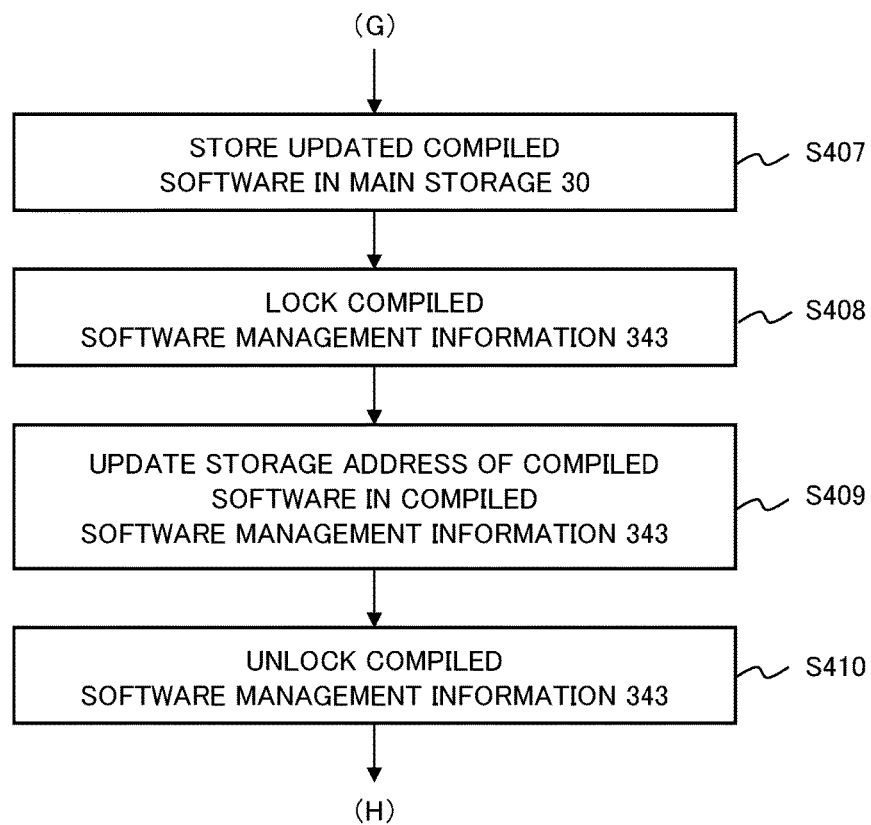 (G)
STORE UPDATED COMPILED
SOFTWARE IN MAIN STORAGE 30
S407
LOCK COMPILED
SOFTWARE MANAGEMENT INFORMATION 343
S408
UPDATE STORAGE ADDRESS OF COMPILED
SOFTWARE IN COMPILED
SOFTWARE MANAGEMENT INFORMATION 343
S409
UNLOCK COMPILED
SOFTWARE MANAGEMENT INFORMATION 343
S410
(H)